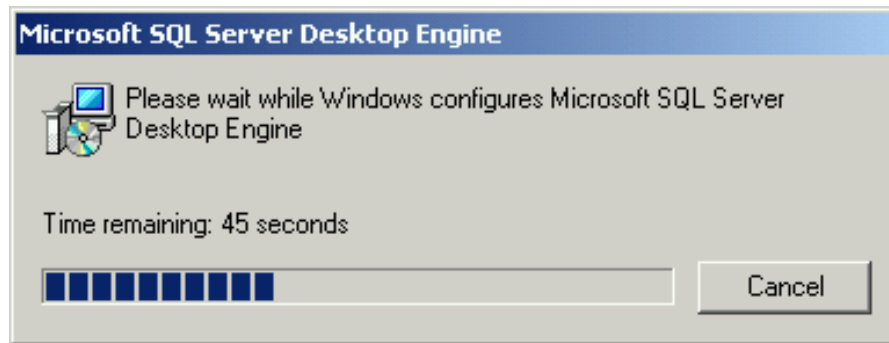 Microsoft SQL Server Desktop Engine
Please wait while Windows configures Microsoft SQL Server
Desktop Engine
Time remaining: 45 seconds
Cancel